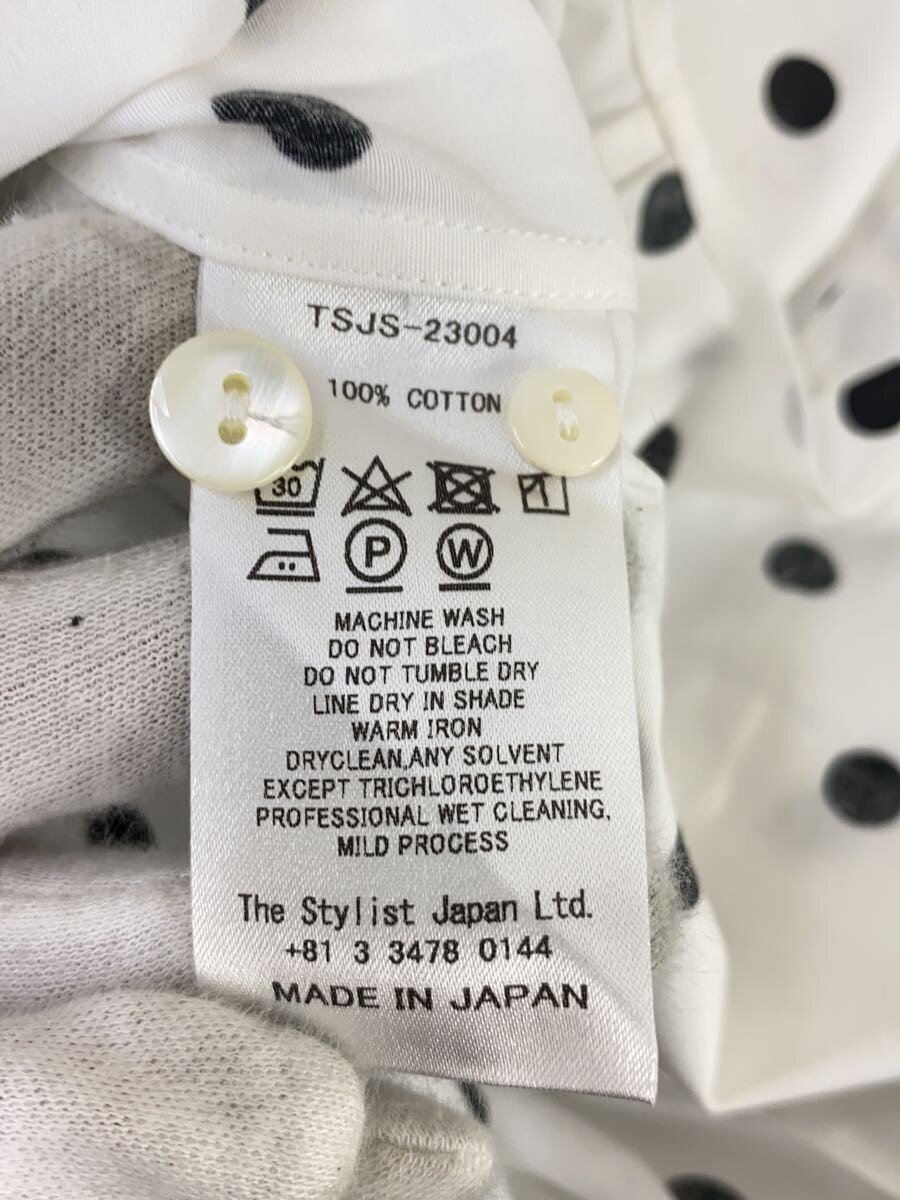 TSJS-23004
100% COTTON
30
P
W
MACHINE WASH
DO NOT BLEACH
DO NOT TUMBLE DRY
LINE DRY IN SHADE
WARM IRON
DRYCLEAN,ANY SOLVENT
EXCEPT TRICHLOROETHYLENE
PROFESSIONAL WET CLEANING,
MILD PROCESS
The Stylist Japan Ltd.
+81 3 3478 0144
MADE IN JAPAN